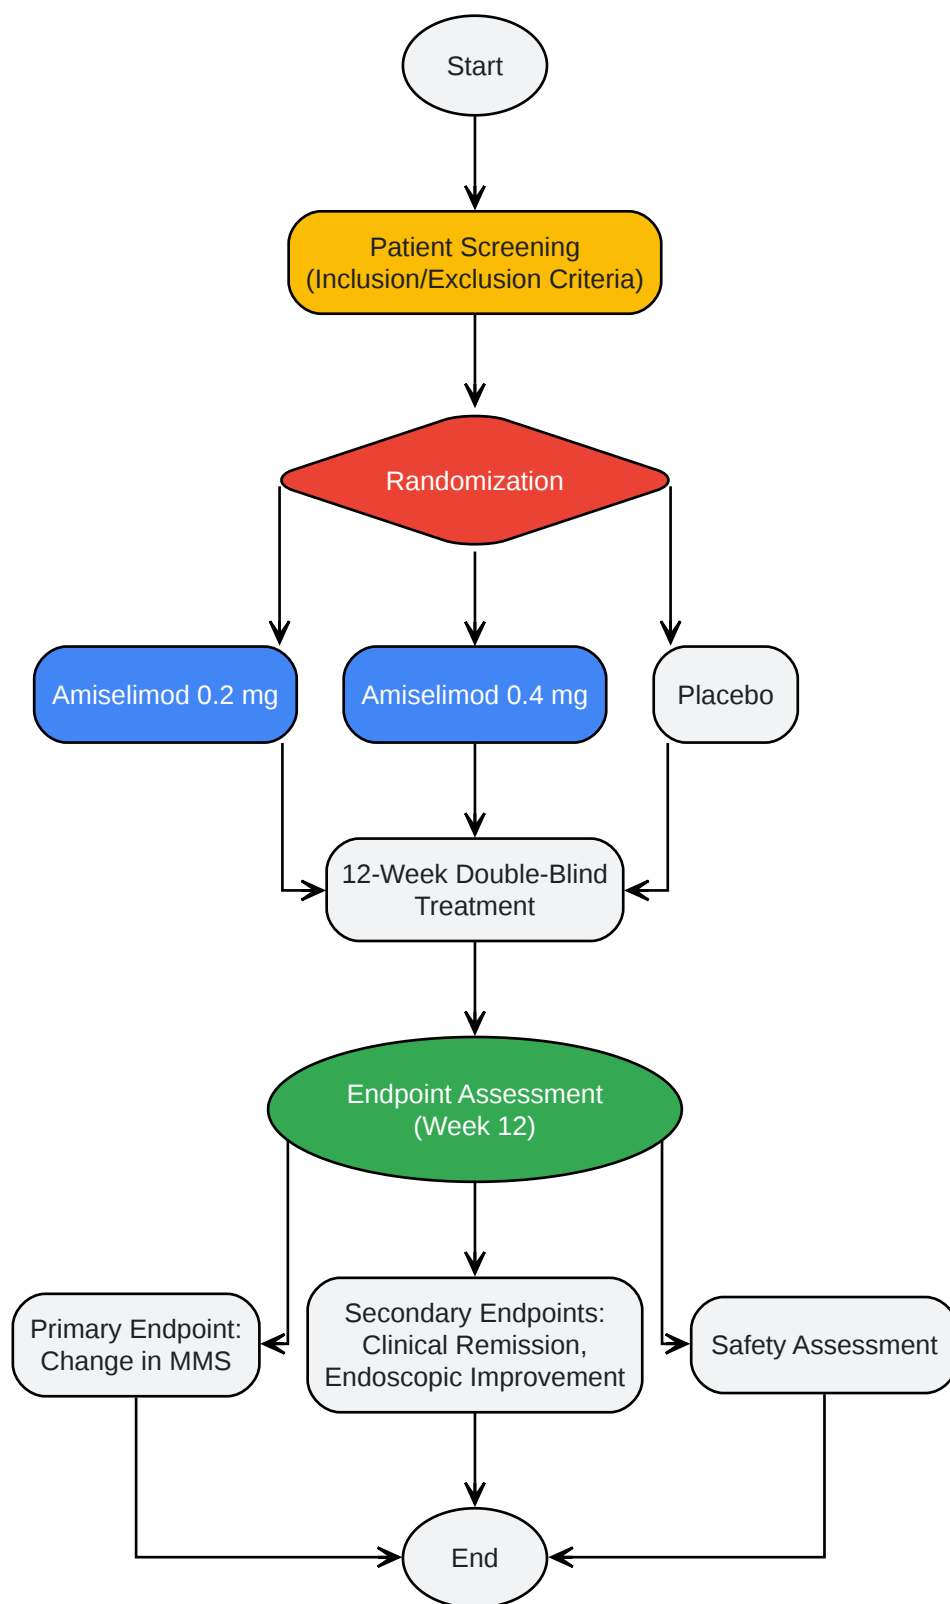 Start
Patient Screening
(Inclusion/Exclusion Criteria)
Randomization
Amiselimod 0.2 mg
Amiselimod 0.4 mg
Placebo
12-Week Double-Blind
Treatment
Endpoint Assessment
(Week 12)
Primary Endpoint:
Change in MMS
Secondary Endpoints:
Clinical Remission,
Endoscopic Improvement
Safety Assessment
End